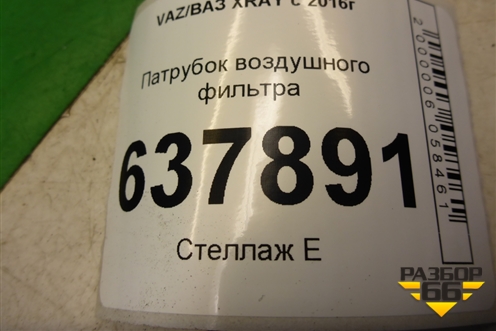 VAZ/ВАЗ XRAY с 2016г
Патрубок воздушного
фильтра
637891
Стеллаж Е
2000006058461
РАЗБОР
66